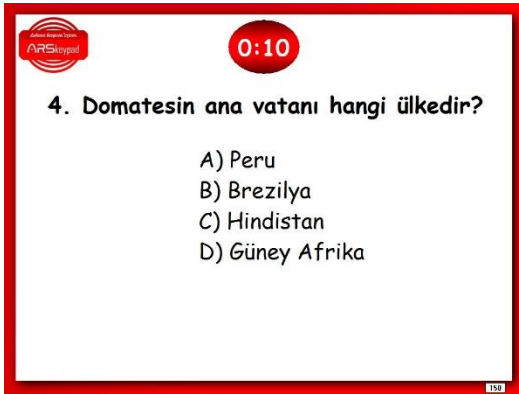 ARSkeypad
0:10
4. Domatesin ana vatanı hangi ülkedir?
A) Peru
B) Brezilya
C) Hindistan
D) Güney Afrika
150